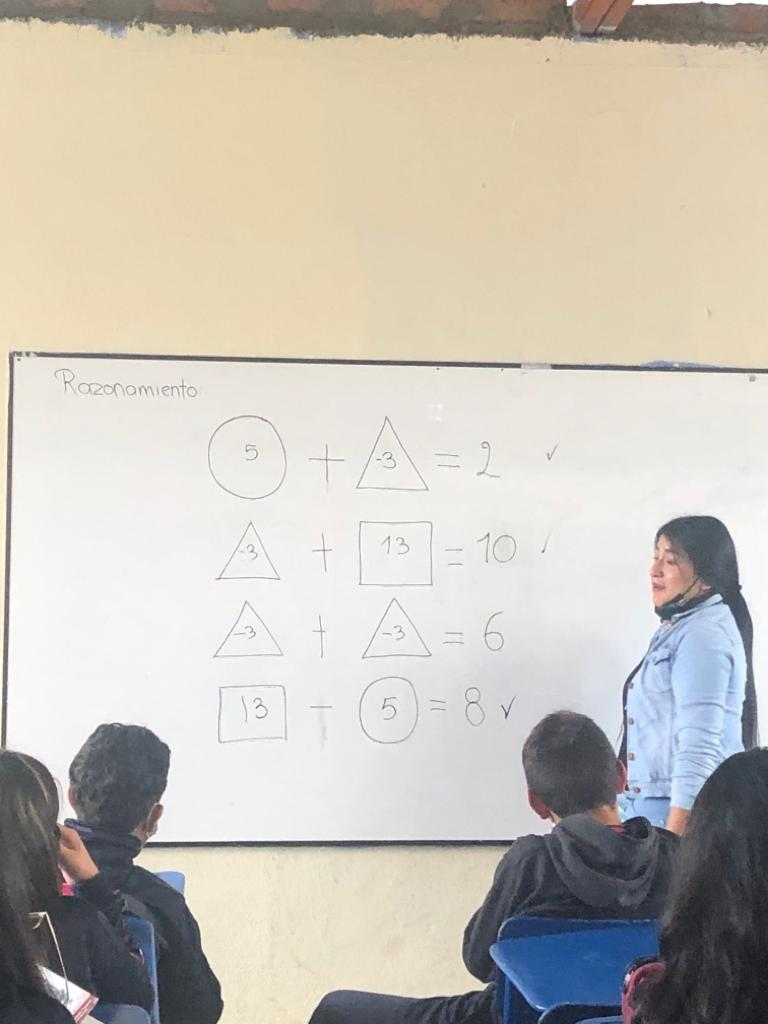 Razonamiento:
5 + -3 = 2 ✓
-3 + 13 = 10 ✓
-3 + -3 = 6
13 - 5 = 8 ✓